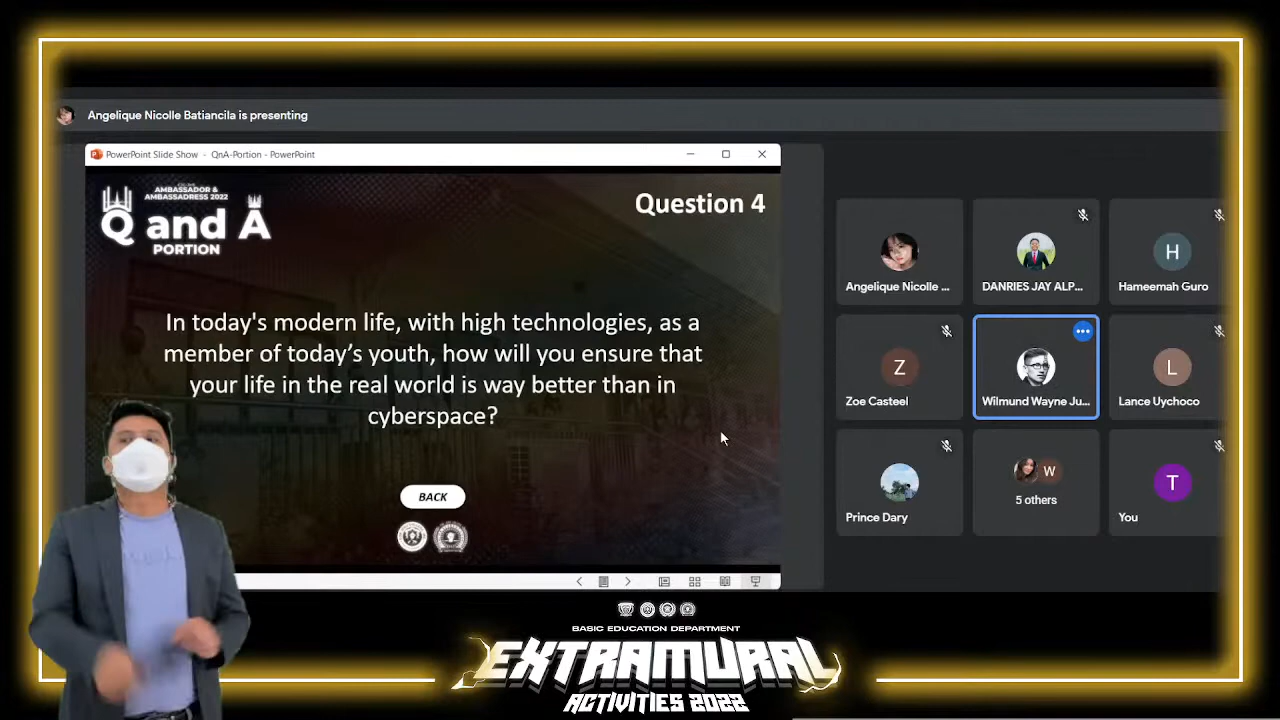 Angelique Nicolle Batiancila is presenting
PowerPoint Slide Show - QnA-Portion - PowerPoint
AMBASSADOR &
AMBASSADRESS 2022
Q and A
PORTION
Question 4
In today's modern life, with high technologies, as a
member of today’s youth, how will you ensure that
your life in the real world is way better than in
cyberspace?
BACK
Angelique Nicolle ...
DANRIES JAY ALP...
H
Hameemah Guro
Z
Zoe Casteel
Wilmund Wayne Ju...
L
Lance Uychoco
Prince Dary
W
5 others
T
You
BASIC EDUCATION DEPARTMENT
EXTRAMURAL
ACTIVITIES 2022